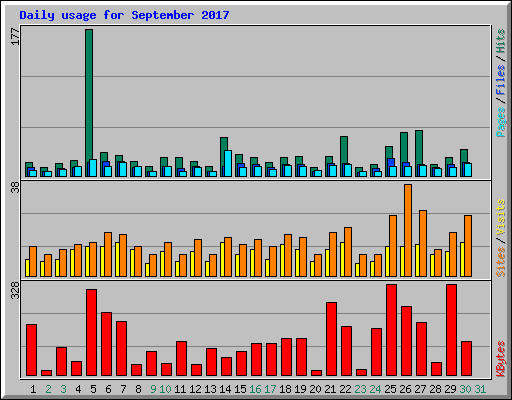 Daily usage for September 2017
177
Pages / Files / Hits
38
Sites / Visits
328
KBytes
1 2 3 4 5 6 7 8 9 10 11 12 13 14 15 16 17 18 19 20 21 22 23 24 25 26 27 28 29 30 31